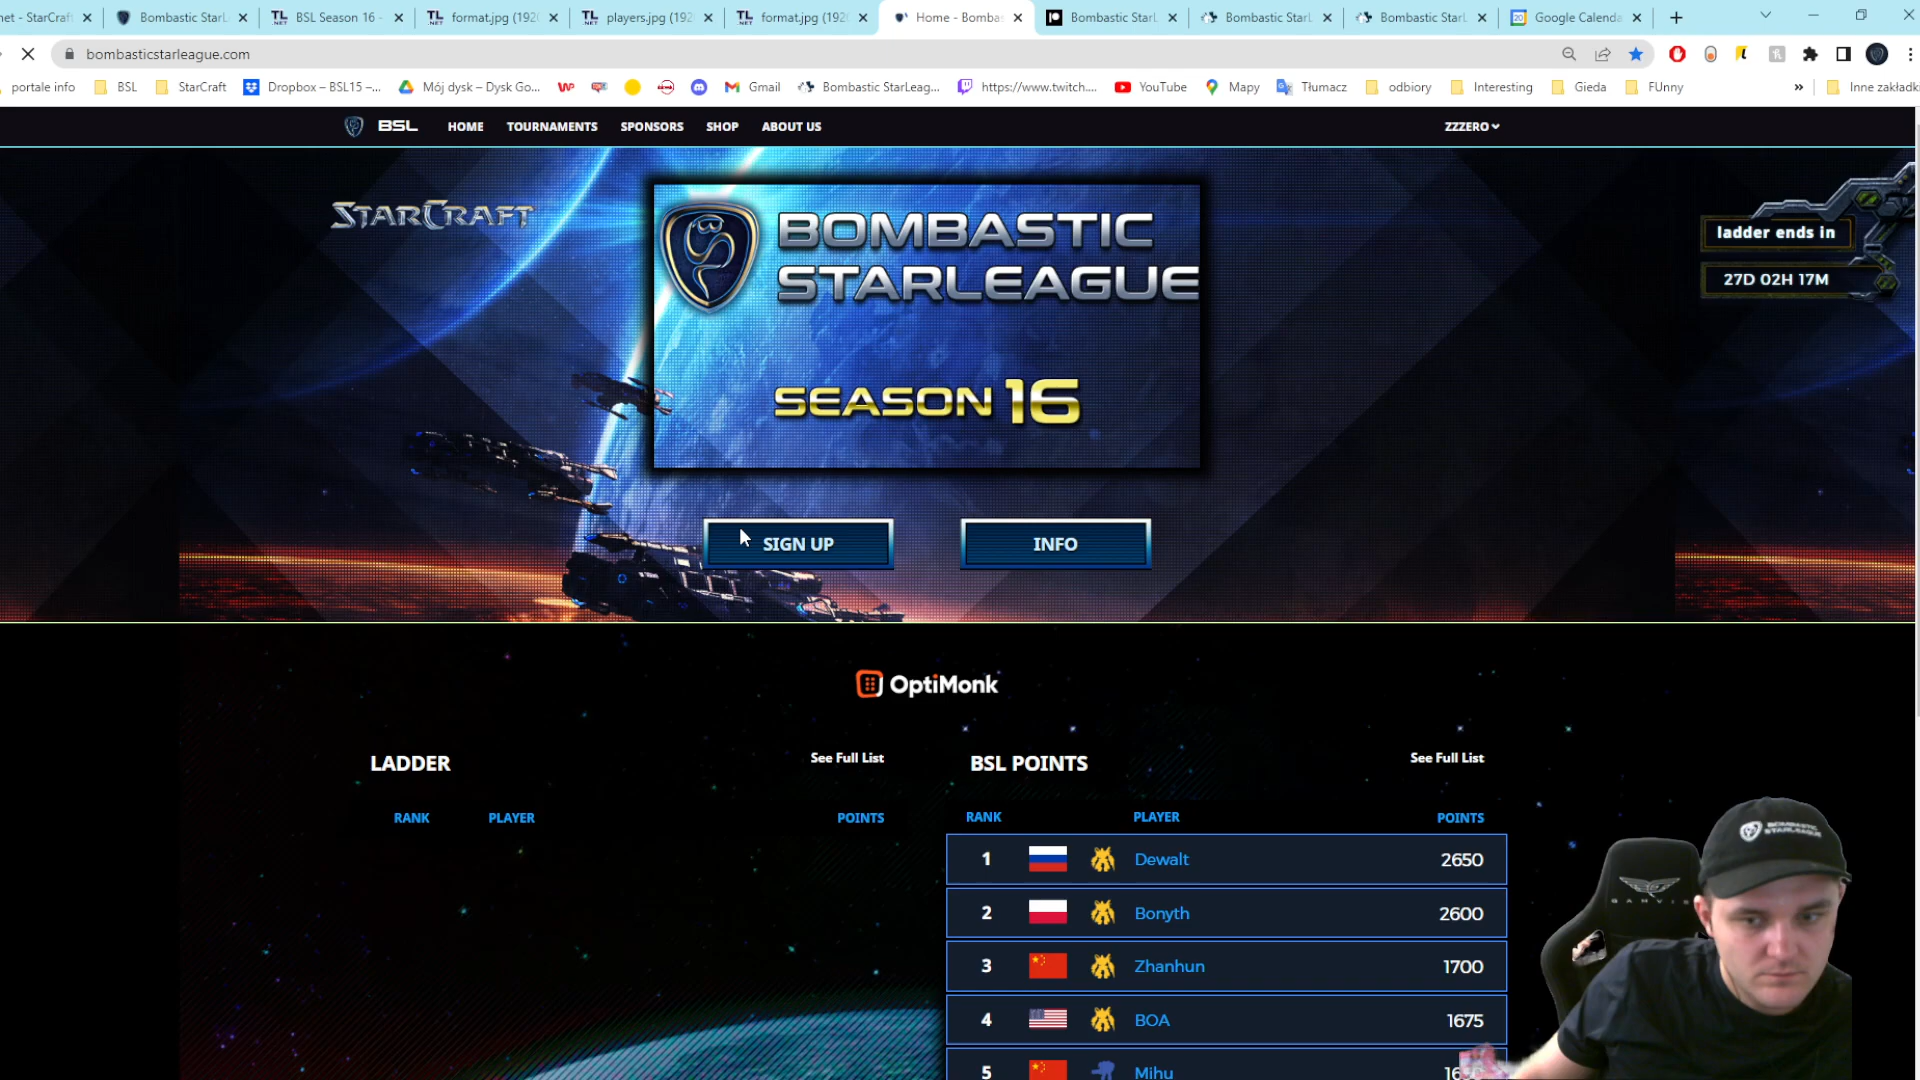 net - StarCraf
Bombastic StarL
BSL Season 16 -
format.jpg (192
players.jpg (192
format.jpg (192
Home - Bomba
Bombastic StarL
Bombastic StarL
Bombastic StarL
Google Calenda
bombasticstarleague.com
portale info
BSL
StarCraft
Dropbox – BSL15 –...
Mój dysk – Dysk Go...
Gmail
Bombastic StarLeag...
https://www.twitch....
YouTube
Mapy
Tłumacz
odbiory
Interesting
Gieda
FUnny
»
Inne zakładki
BSL
HOME
TOURNAMENTS
SPONSORS
SHOP
ABOUT US
ZZZERO
STARCRAFT
BOMBASTIC
STARLEAGUE
SEASON 16
ladder ends in
27D 02H 17M
SIGN UP
INFO
OptiMonk
LADDER
See Full List
RANK PLAYER POINTS
BSL POINTS
See Full List
RANK PLAYER POINTS
1 Dewalt 2650
2 Bonyth 2600
3 Zhanhun 1700
4 BOA 1675
5 Mihu
BOMBASTIC
STARLEAGUE